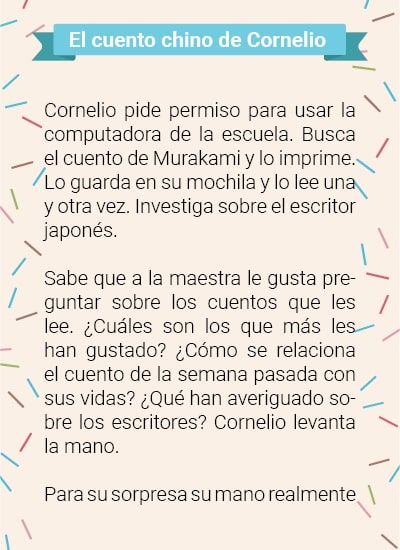 El cuento chino de Cornelio
Cornelio pide permiso para usar la
computadora de la escuela. Busca
el cuento de Murakami y lo imprime.
Lo guarda en su mochila y lo lee una
y otra vez. Investiga sobre el escritor
japonés.
Sabe que a la maestra le gusta pre-
guntar sobre los cuentos que les
lee. ¿Cuáles son los que más les
han gustado? ¿Cómo se relaciona
el cuento de la semana pasada con
sus vidas? ¿Qué han averiguado so-
bre los escritores? Cornelio levanta
la mano.
Para su sorpresa su mano realmente